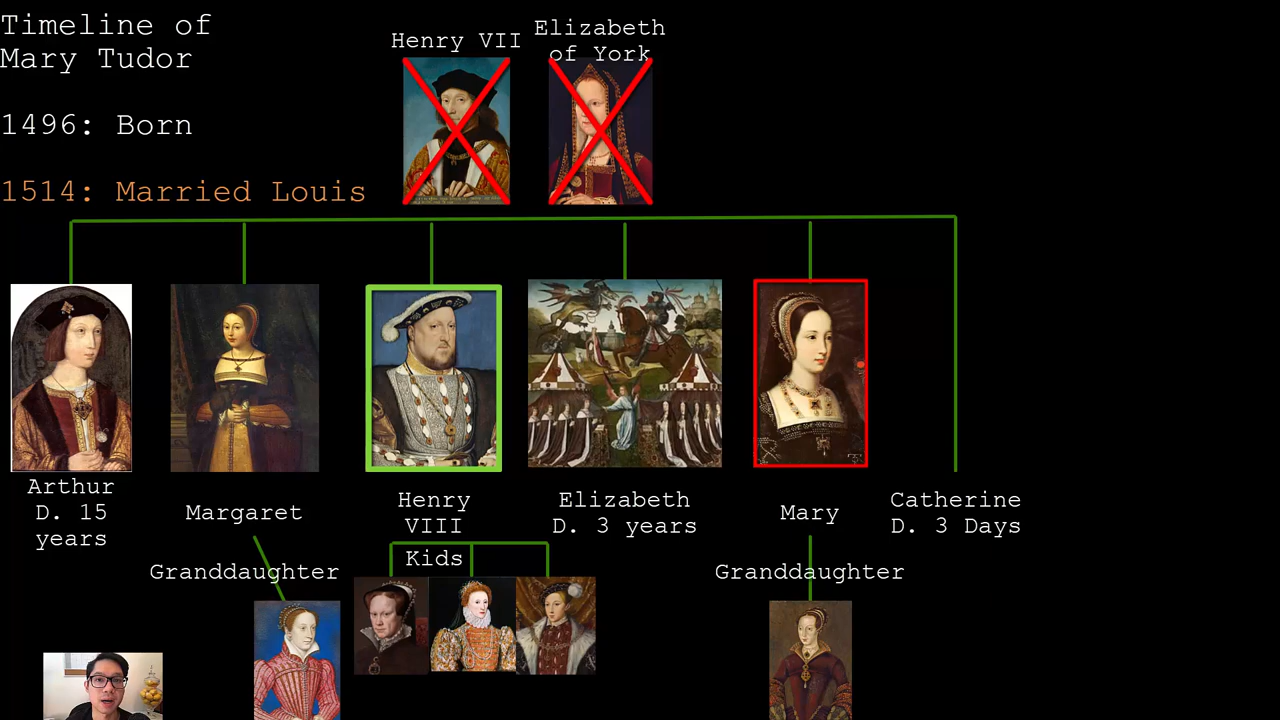 Timeline of
Mary Tudor
1496: Born
1514: Married Louis
Henry VII
Elizabeth
of York
Arthur
D. 15
years
Margaret
Henry
VIII
Elizabeth
D. 3 years
Mary
Catherine
D. 3 Days
Granddaughter
Kids
Granddaughter